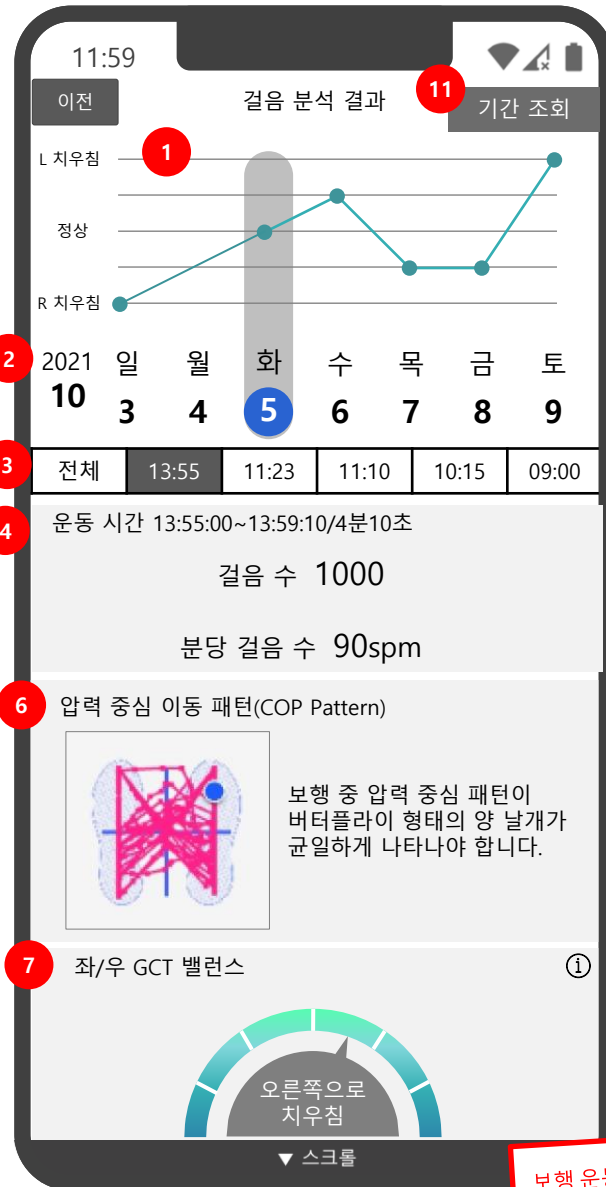 11:59
이전
걸음 분석 결과
11
기간 조회
1
L 치우침
정상
R 치우침
2
2021 일 월 화 수 목 금 토
10 3 4 5 6 7 8 9
3
전체 13:55 11:23 11:10 10:15 09:00
4
운동 시간 13:55:00~13:59:10/4분10초
걸음 수 1000
분당 걸음 수 90spm
6
압력 중심 이동 패턴(COP Pattern)
보행 중 압력 중심 패턴이
버터플라이 형태의 양 날개가
균일하게 나타나야 합니다.
7
좌/우 GCT 밸런스
i
오른쪽으로
치우침
▼ 스크롤
보행